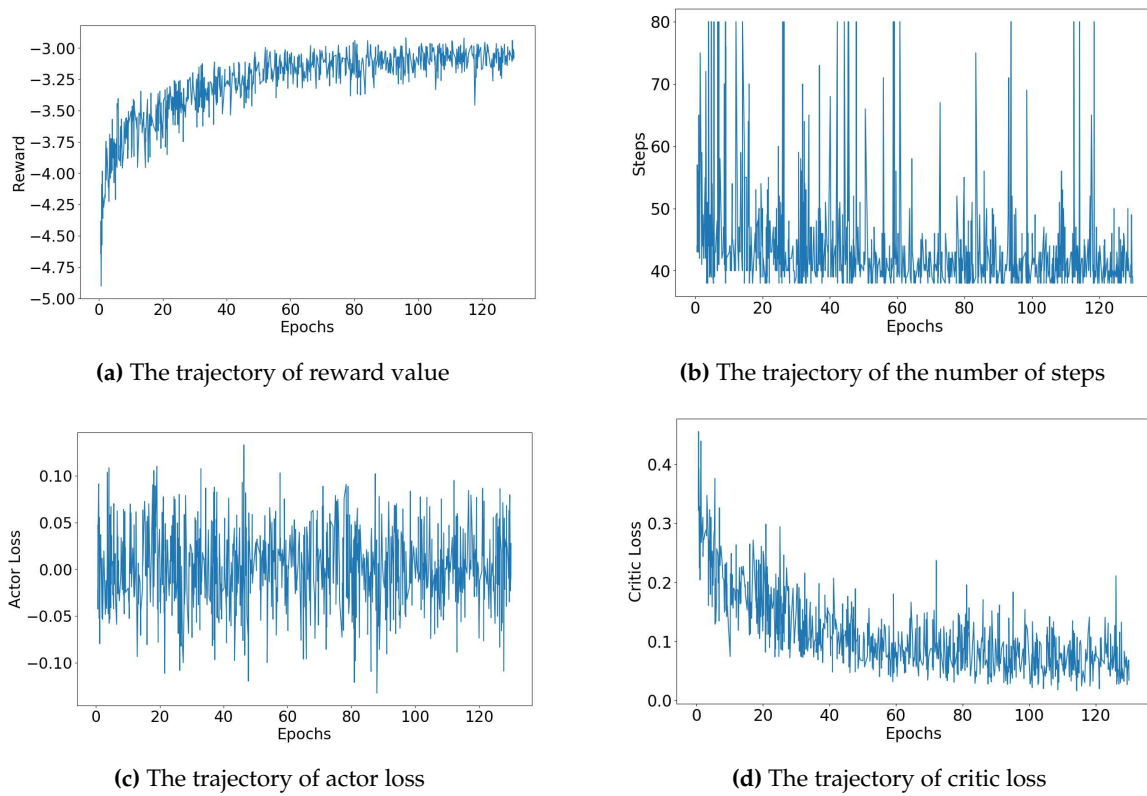 −3.00
−3.25
−3.50
−3.75
−4.00
−4.25
−4.50
−4.75
−5.00
Reward
0 20 40 60 80 100 120
Epochs
(a) The trajectory of reward value
80
70
60
50
40
Steps
0 20 40 60 80 100 120
Epochs
(b) The trajectory of the number of steps
0.10
0.05
0.00
−0.05
−0.10
Actor Loss
0 20 40 60 80 100 120
Epochs
(c) The trajectory of actor loss
0.4
0.3
0.2
0.1
0.0
Critic Loss
0 20 40 60 80 100 120
Epochs
(d) The trajectory of critic loss